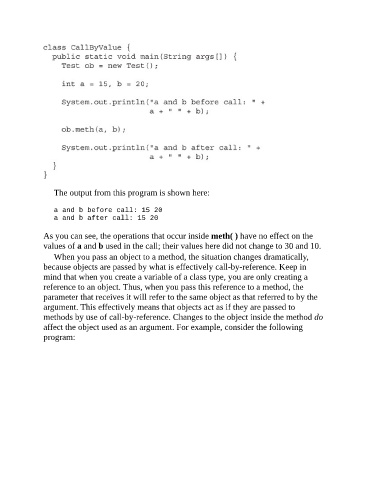 class CallByValue {
public static void main(String args[]) {
Test ob = new Test();
int a = 15, b = 20;
System.out.println("a and b before call: " +
a + " " + b);
ob.meth(a, b);
System.out.println("a and b after call: " +
a + " " + b);
}
}
The output from this program is shown here:
a and b before call: 15 20
a and b after call: 15 20
As you can see, the operations that occur inside meth( ) have no effect on the
values of a and b used in the call; their values here did not change to 30 and 10.
When you pass an object to a method, the situation changes dramatically,
because objects are passed by what is effectively call-by-reference. Keep in
mind that when you create a variable of a class type, you are only creating a
reference to an object. Thus, when you pass this reference to a method, the
parameter that receives it will refer to the same object as that referred to by the
argument. This effectively means that objects act as if they are passed to
methods by use of call-by-reference. Changes to the object inside the method do
affect the object used as an argument. For example, consider the following
program: